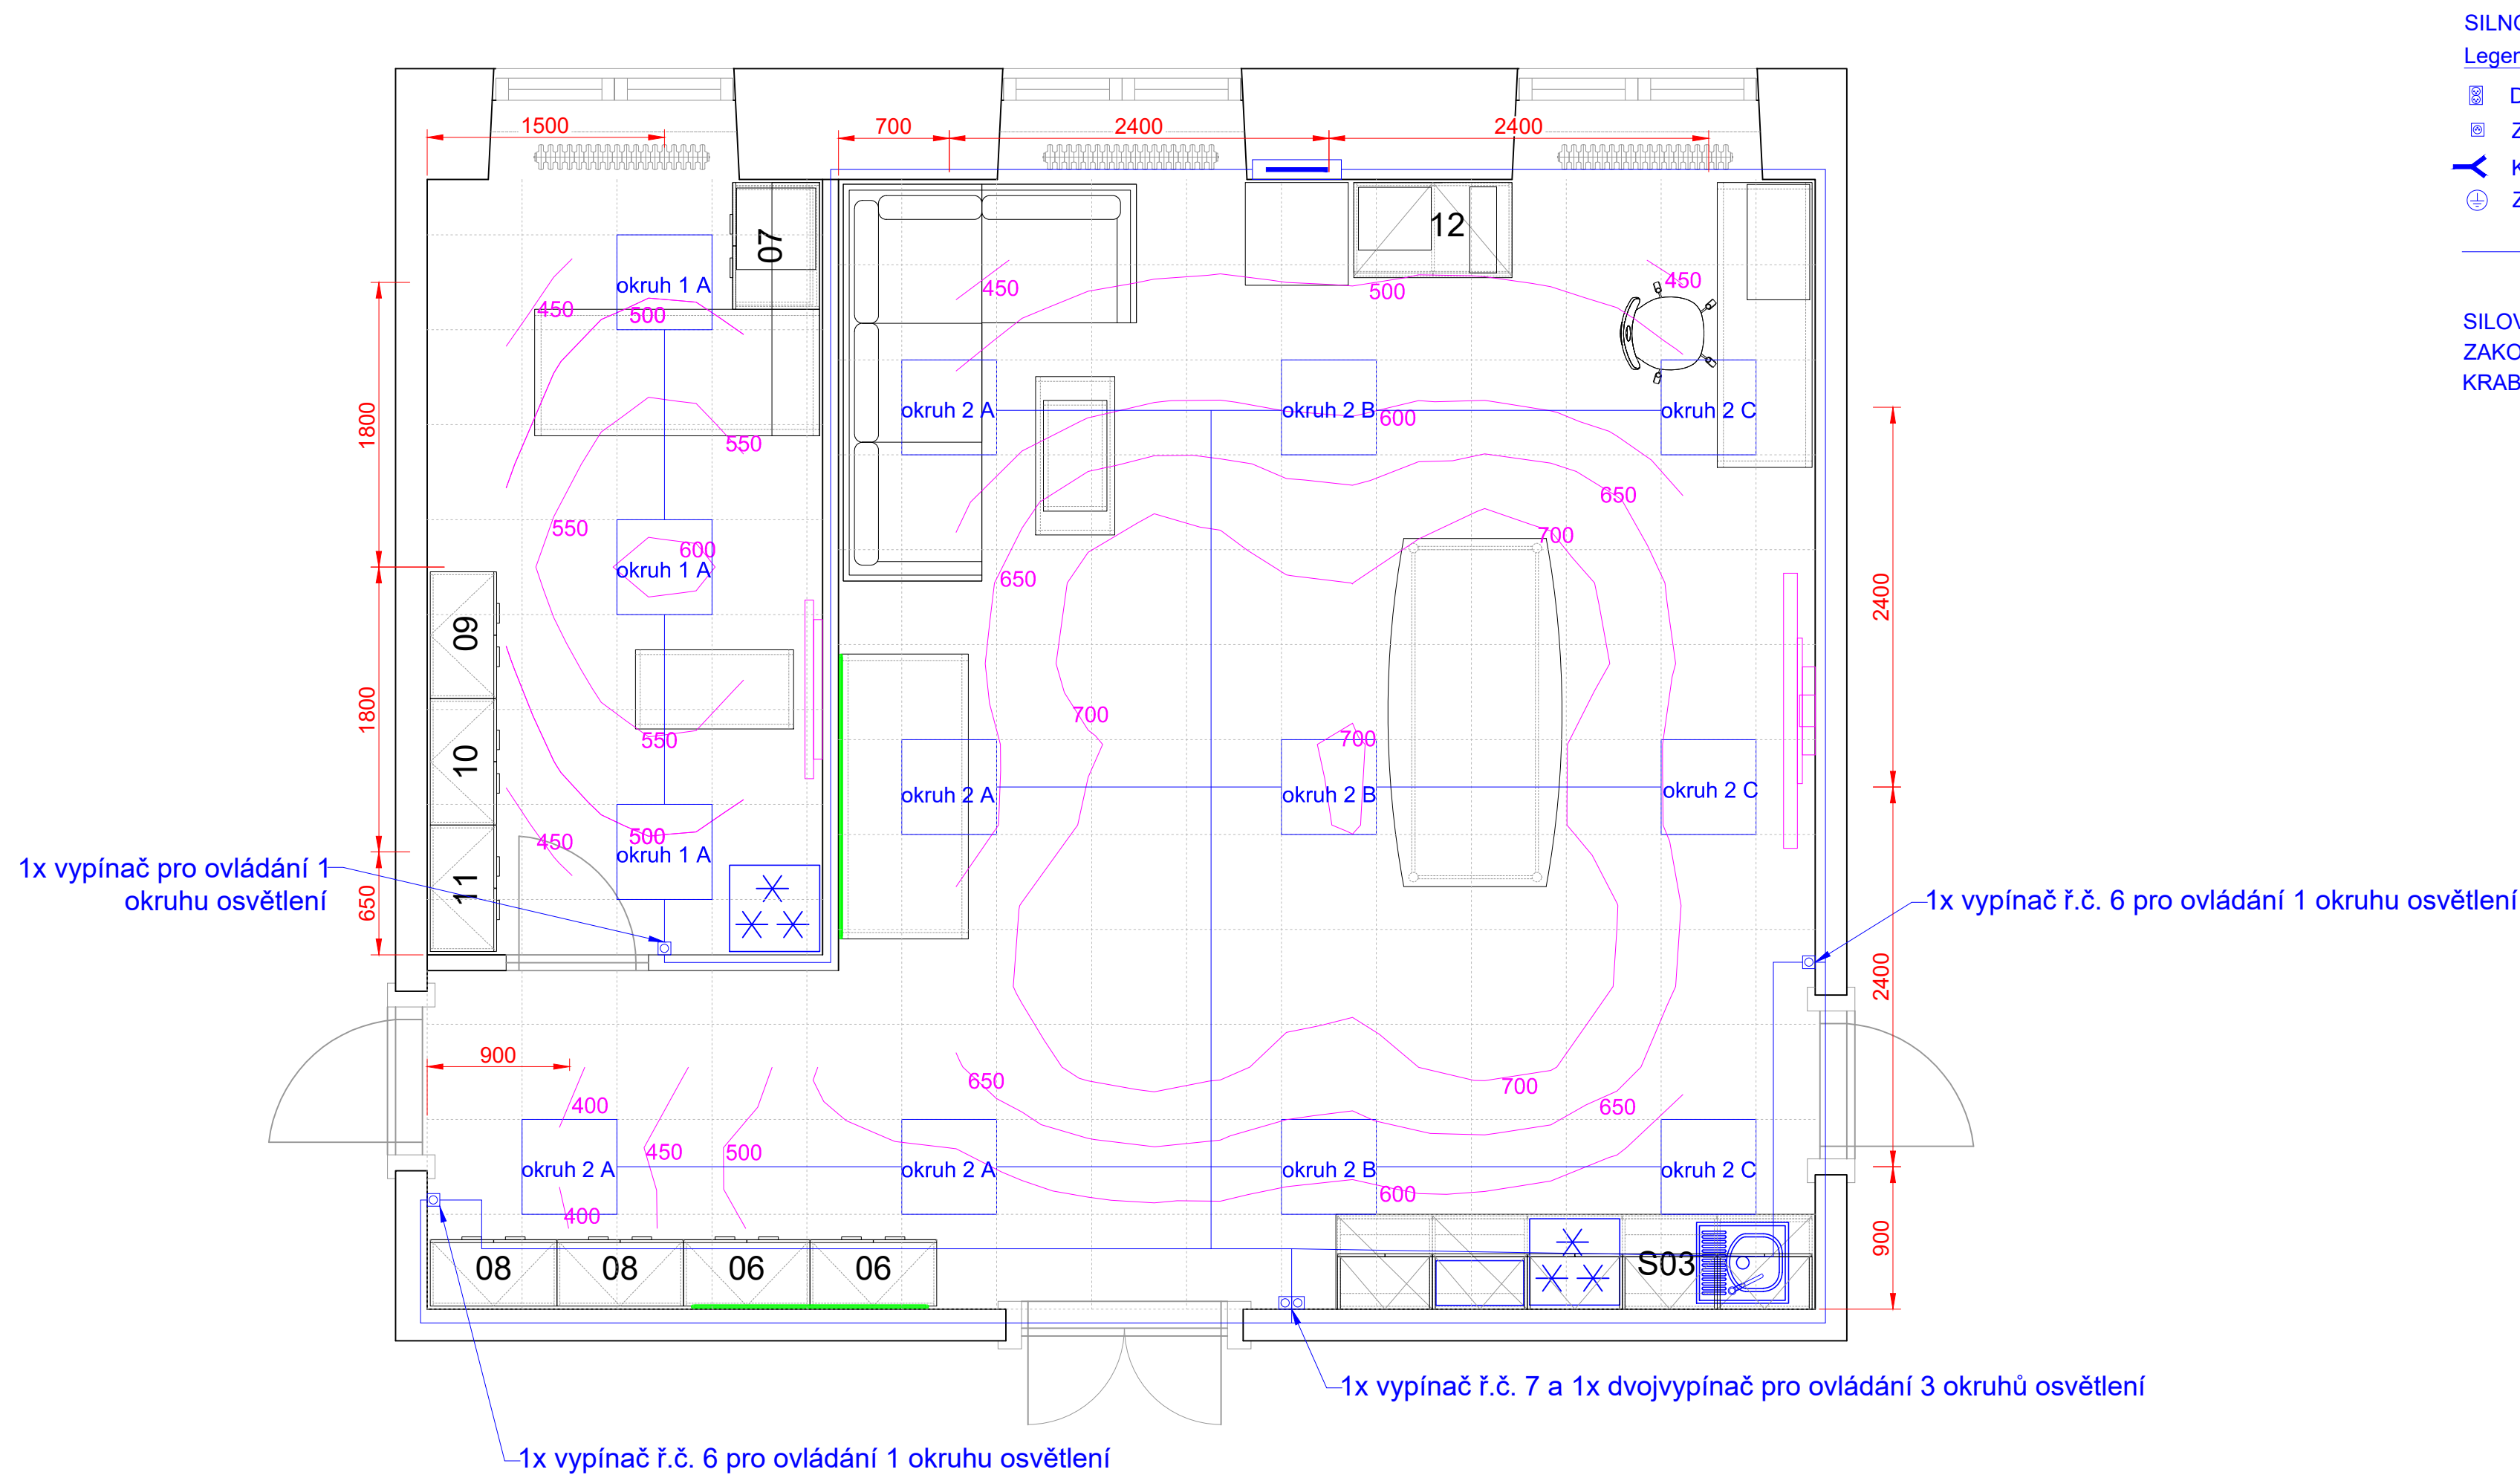 SILNO
Legen
D
Z
K
Z
SILOV
ZAKO
KRAB
1500
700
2400
2400
07
12
okruh 1 A
450
500
450
500
450
1800
okruh 2 A
okruh 2 B
okruh 2 C
600
550
650
550
600
700
okruh 1 A
650
2400
09
1800
700
700
550
10
okruh 2 A
okruh 2 B
okruh 2 C
450
500
okruh 1 A
11
650
1x vypínač pro ovládání 1
okruhu osvětlení
1x vypínač ř.č. 6 pro ovládání 1 okruhu osvětlení
2400
900
650
700
650
400
450
500
okruh 2 A
okruh 2 A
okruh 2 B
okruh 2 C
600
400
900
08
08
06
06
S03
1x vypínač ř.č. 7 a 1x dvojvypínač pro ovládání 3 okruhů osvětlení
1x vypínač ř.č. 6 pro ovládání 1 okruhu osvětlení